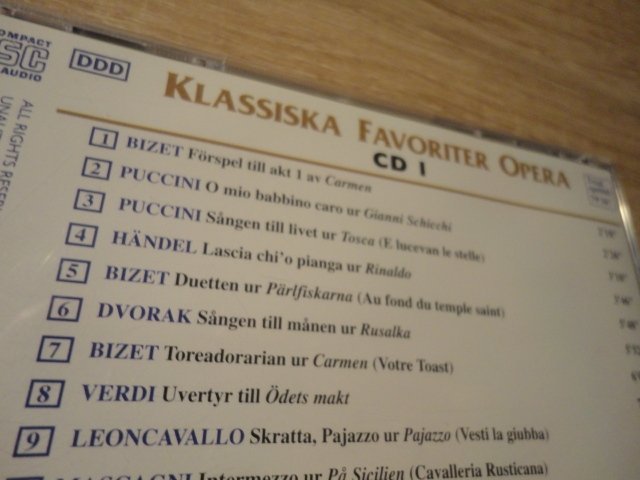 COMPACT
DISC
AUDIO
DDD
KLASSISKA FAVORITER OPERA
CD 1
ALL RIGHTS
1 BIZET Förspel till akt 1 av Carmen
2 PUCCINI O mio babbino caro ur Gianni Schicchi
3 PUCCINI Sången till livet ur Tosca (E lucevan le stelle)
4 HÄNDEL Lascia chi'o pianga ur Rinaldo
5 BIZET Duetten ur Pärlfiskarna (Au fond du temple saint)
6 DVORAK Sången till månen ur Rusalka
7 BIZET Toreadorarian ur Carmen (Votre Toast)
8 VERDI Uvertyr till Ödets makt
9 LEONCAVALLO Skratta, Pajazzo ur Pajazzo (Vesti la giubba)
MASCAGNI Intermezzo ur På Sicilien (Cavalleria Rusticana)